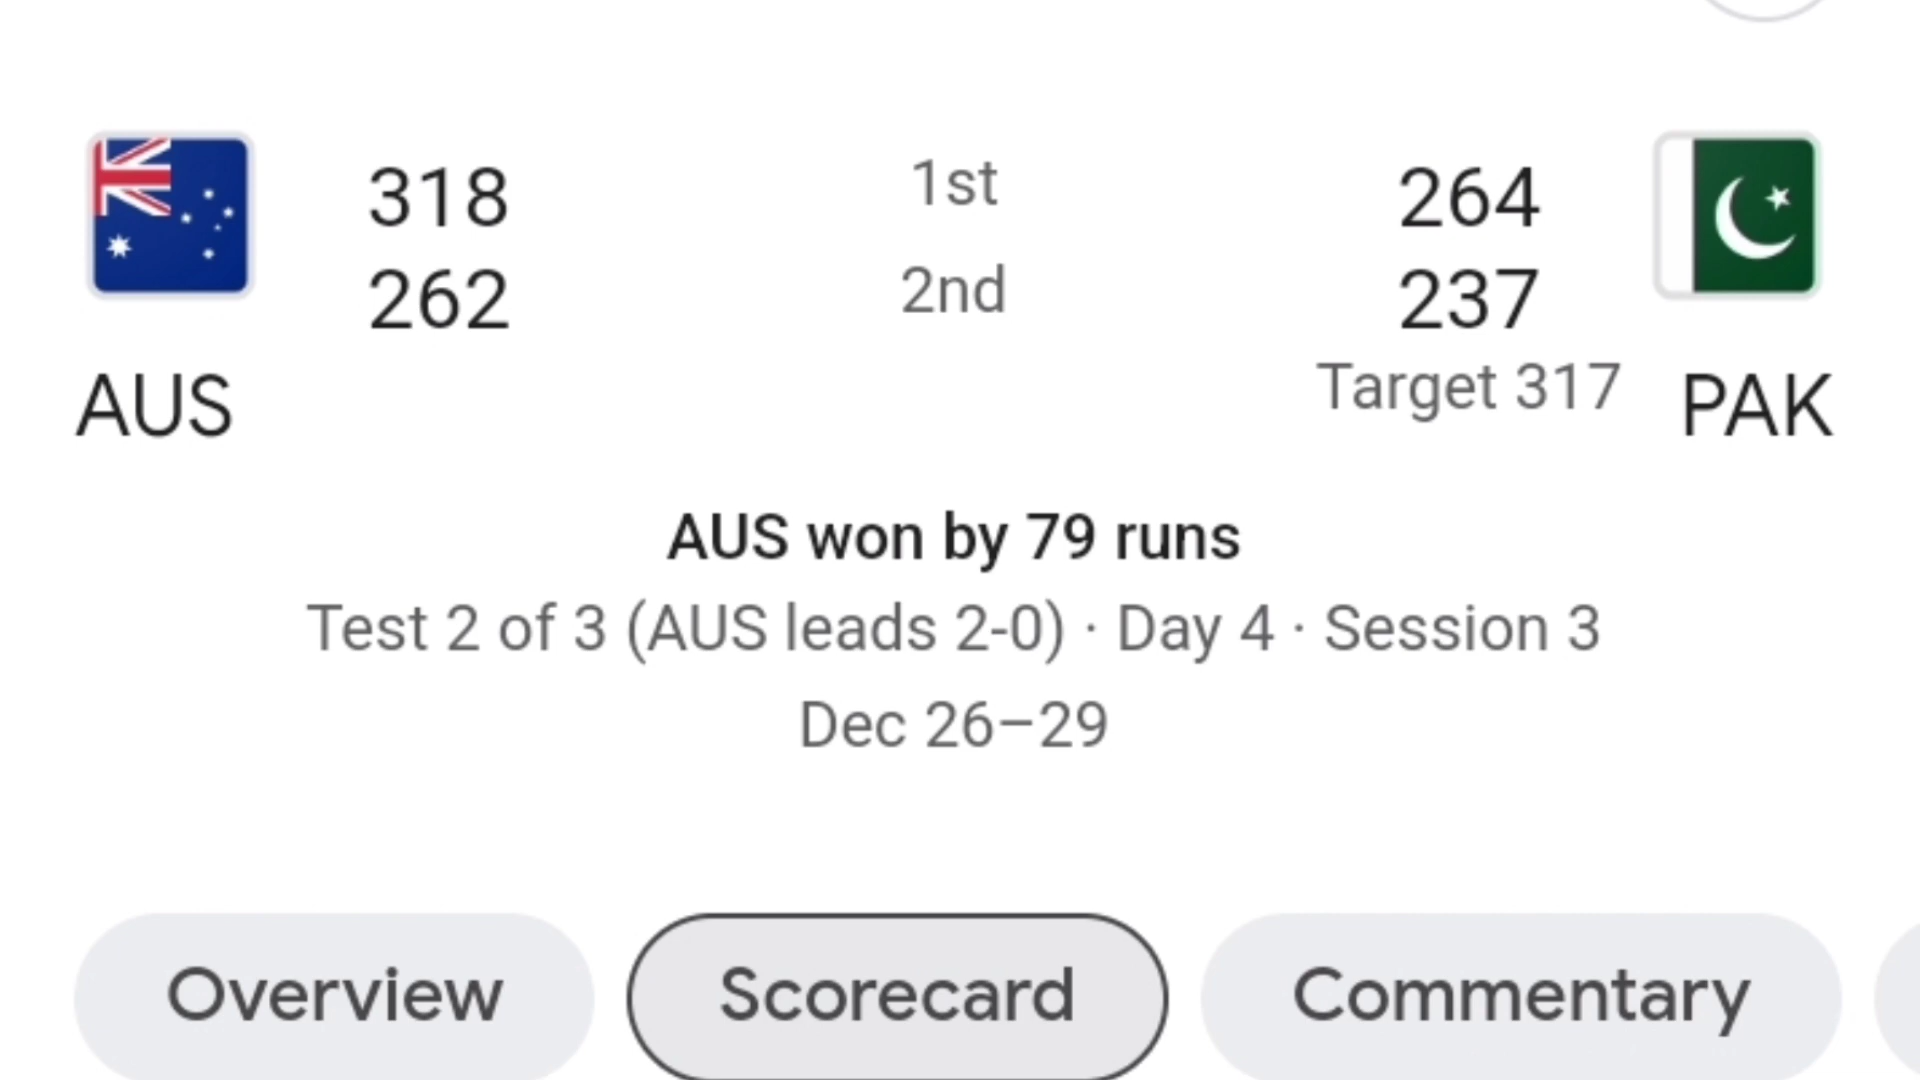 318 1st 264
262 2nd 237
Target 317
AUS PAK
AUS won by 79 runs
Test 2 of 3 (AUS leads 2-0) · Day 4 · Session 3
Dec 26–29
Overview Scorecard Commentary